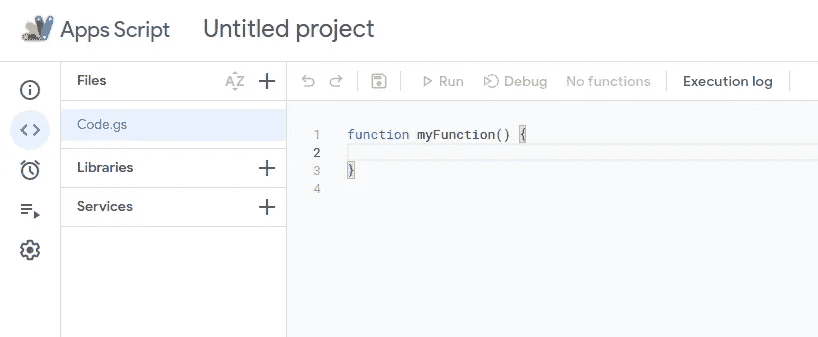 Apps Script Untitled project
Files AZ
Run Debug No functions Execution log
Code.gs
Libraries
Services
1 function myFunction() {
2
3 }
4